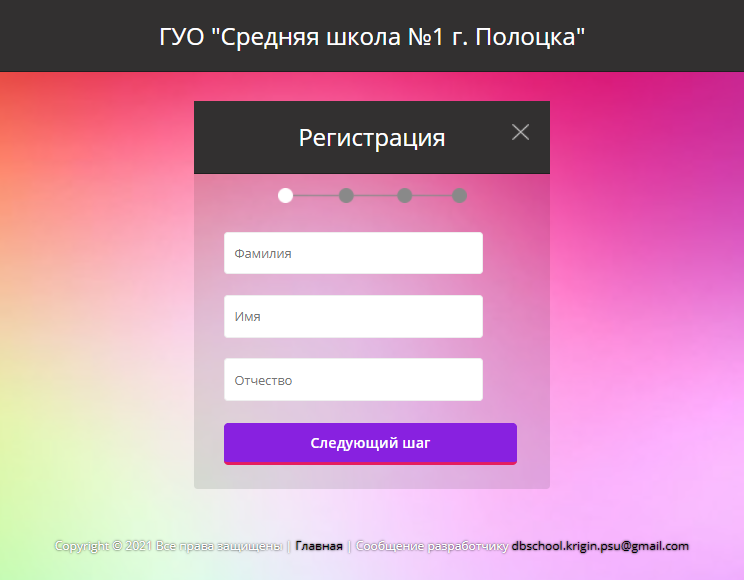 ГУО "Средняя школа №1 г. Полоцка"
Регистрация
Фамилия
Имя
Отчество
Следующий шаг
Copyright © 2021 Все права защищены | Главная | Сообщение разработчику dbschool.krigin.psu@gmail.com